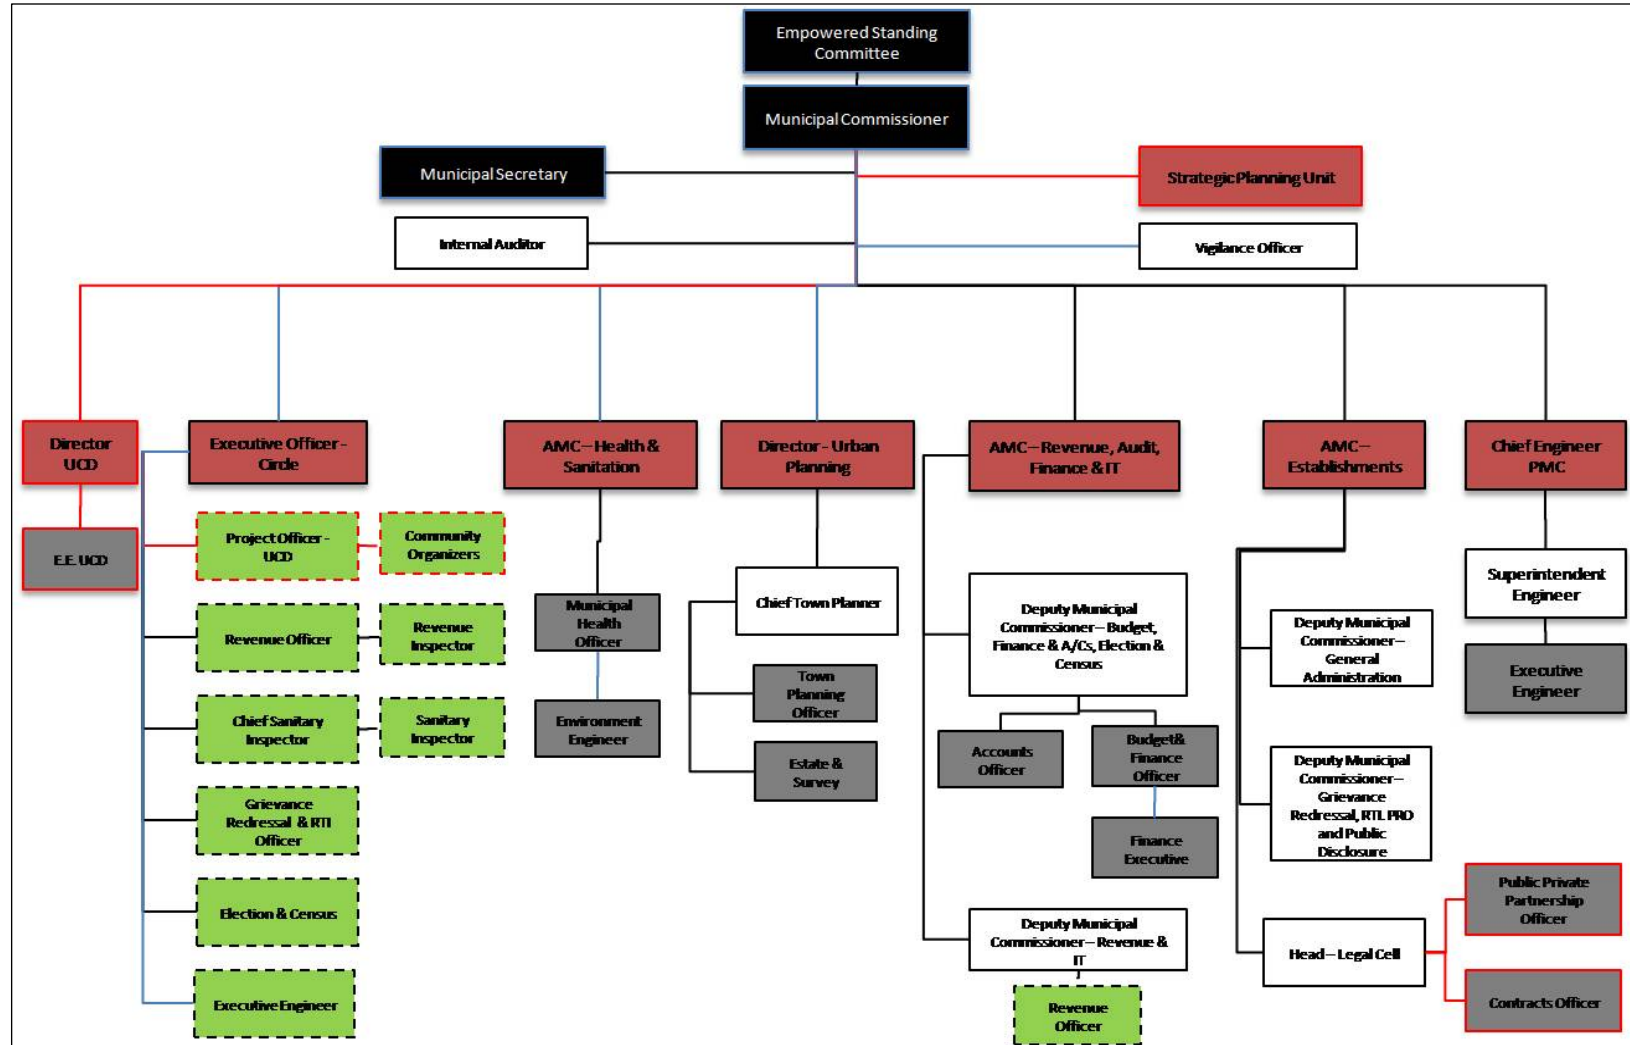 Empowered Standing
Committee
Municipal Commissioner
Municipal Secretary
Strategic Planning Unit
Internal Auditor
Vigilance Officer
Director
UCD
Executive Officer -
Circle
AMC – Health &
Sanitation
Director - Urban
Planning
AMC – Revenue, Audit,
Finance & IT
AMC –
Establishments
Chief Engineer
PMC
E.E. UCD
Project Officer -
UCD
Community
Organizers
Revenue Officer
Revenue
Inspector
Chief Sanitary
Inspector
Sanitary
Inspector
Grievance
Redressal & RTI
Officer
Election & Census
Executive Engineer
Municipal
Health
Officer
Environment
Engineer
Chief Town Planner
Town
Planning
Officer
Estate &
Survey
Deputy Municipal
Commissioner – Budget,
Finance & A/Cs, Election &
Census
Accounts
Officer
Budget&
Finance
Officer
Finance
Executive
Deputy Municipal
Commissioner – Revenue &
IT
Revenue
Officer
Deputy Municipal
Commissioner –
General
Administration
Deputy Municipal
Commissioner –
Grievance
Redressal, RTI, PRO
and Public
Disclosure
Head – Legal Cell
Public Private
Partnership
Officer
Contracts Officer
Superintendent
Engineer
Executive
Engineer